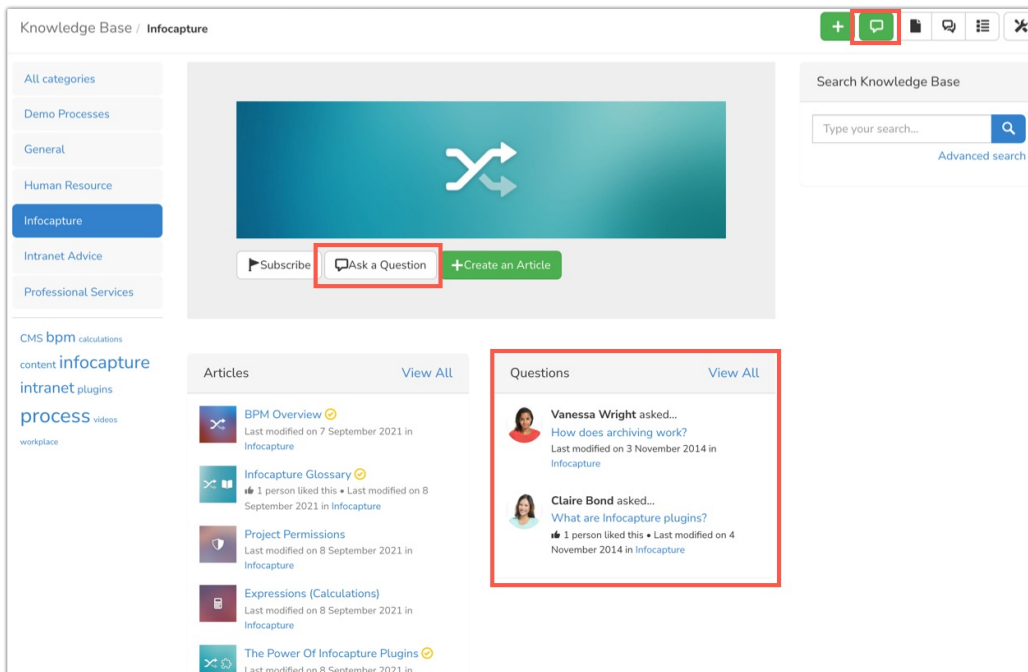 Knowledge Base / Infocapture
All categories
Demo Processes
General
Human Resource
Infocapture
Intranet Advice
Professional Services
CMS bpm calculations
content infocapture
intranet plugins
process videos
workplace
Subscribe
Ask a Question
Create an Article
Articles
View All
BPM Overview
Last modified on 7 September 2021 in
Infocapture
Infocapture Glossary
1 person liked this • Last modified on 8
September 2021 in Infocapture
Project Permissions
Last modified on 8 September 2021 in
Infocapture
Expressions (Calculations)
Last modified on 8 September 2021 in
Infocapture
The Power Of Infocapture Plugins
Last modified on 8 September 2021 in
Questions
View All
Vanessa Wright asked...
How does archiving work?
Last modified on 3 November 2014 in
Infocapture
Claire Bond asked...
What are Infocapture plugins?
1 person liked this • Last modified on 4
November 2014 in Infocapture
Search Knowledge Base
Type your search...
Advanced search